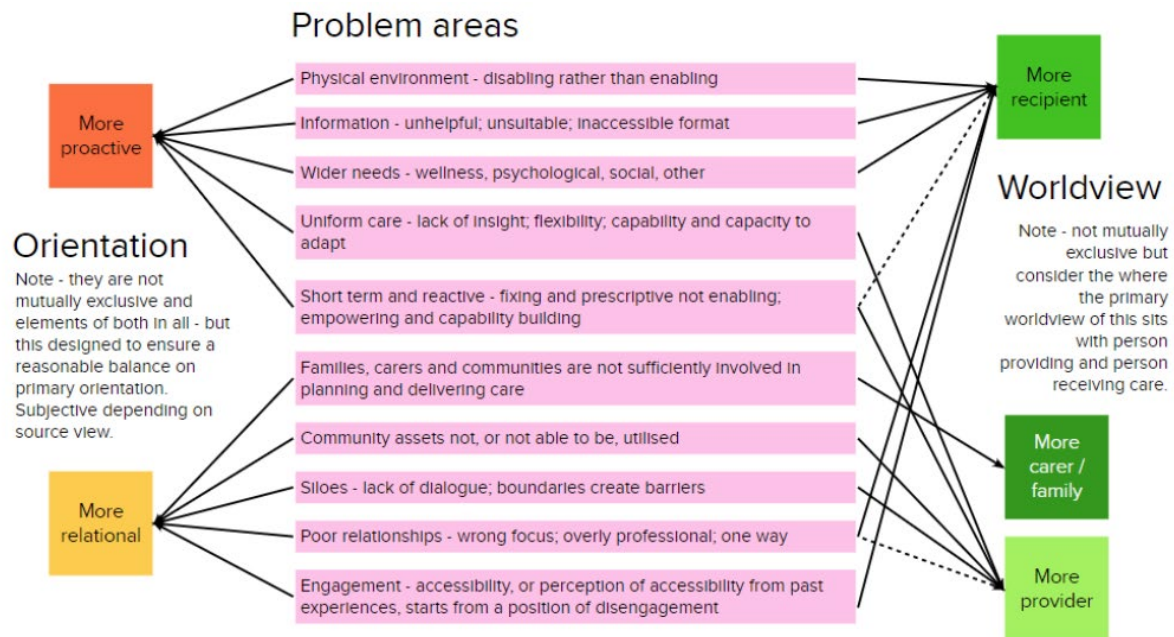 Problem areas
More
proactive
Orientation
Note - they are not
mutually exclusive and
elements of both in all - but
this designed to ensure a
reasonable balance on
primary orientation.
Subjective depending on
source view.
More
relational
Physical environment - disabling rather than enabling
Information - unhelpful; unsuitable; inaccessible format
Wider needs - wellness, psychological, social, other
Uniform care - lack of insight; flexibility; capability and capacity to
adapt
Short term and reactive - fixing and prescriptive not enabling;
empowering and capability building
Families, carers and communities are not sufficiently involved in
planning and delivering care
Community assets not, or not able to be, utilised
Siloes - lack of dialogue; boundaries create barriers
Poor relationships - wrong focus; overly professional; one way
Engagement - accessibility, or perception of accessibility from past
experiences, starts from a position of disengagement
More
recipient
Worldview
Note - not mutually
exclusive but
consider the where
the primary
worldview of this sits
with person
providing and person
receiving care.
More
carer /
family
More
provider